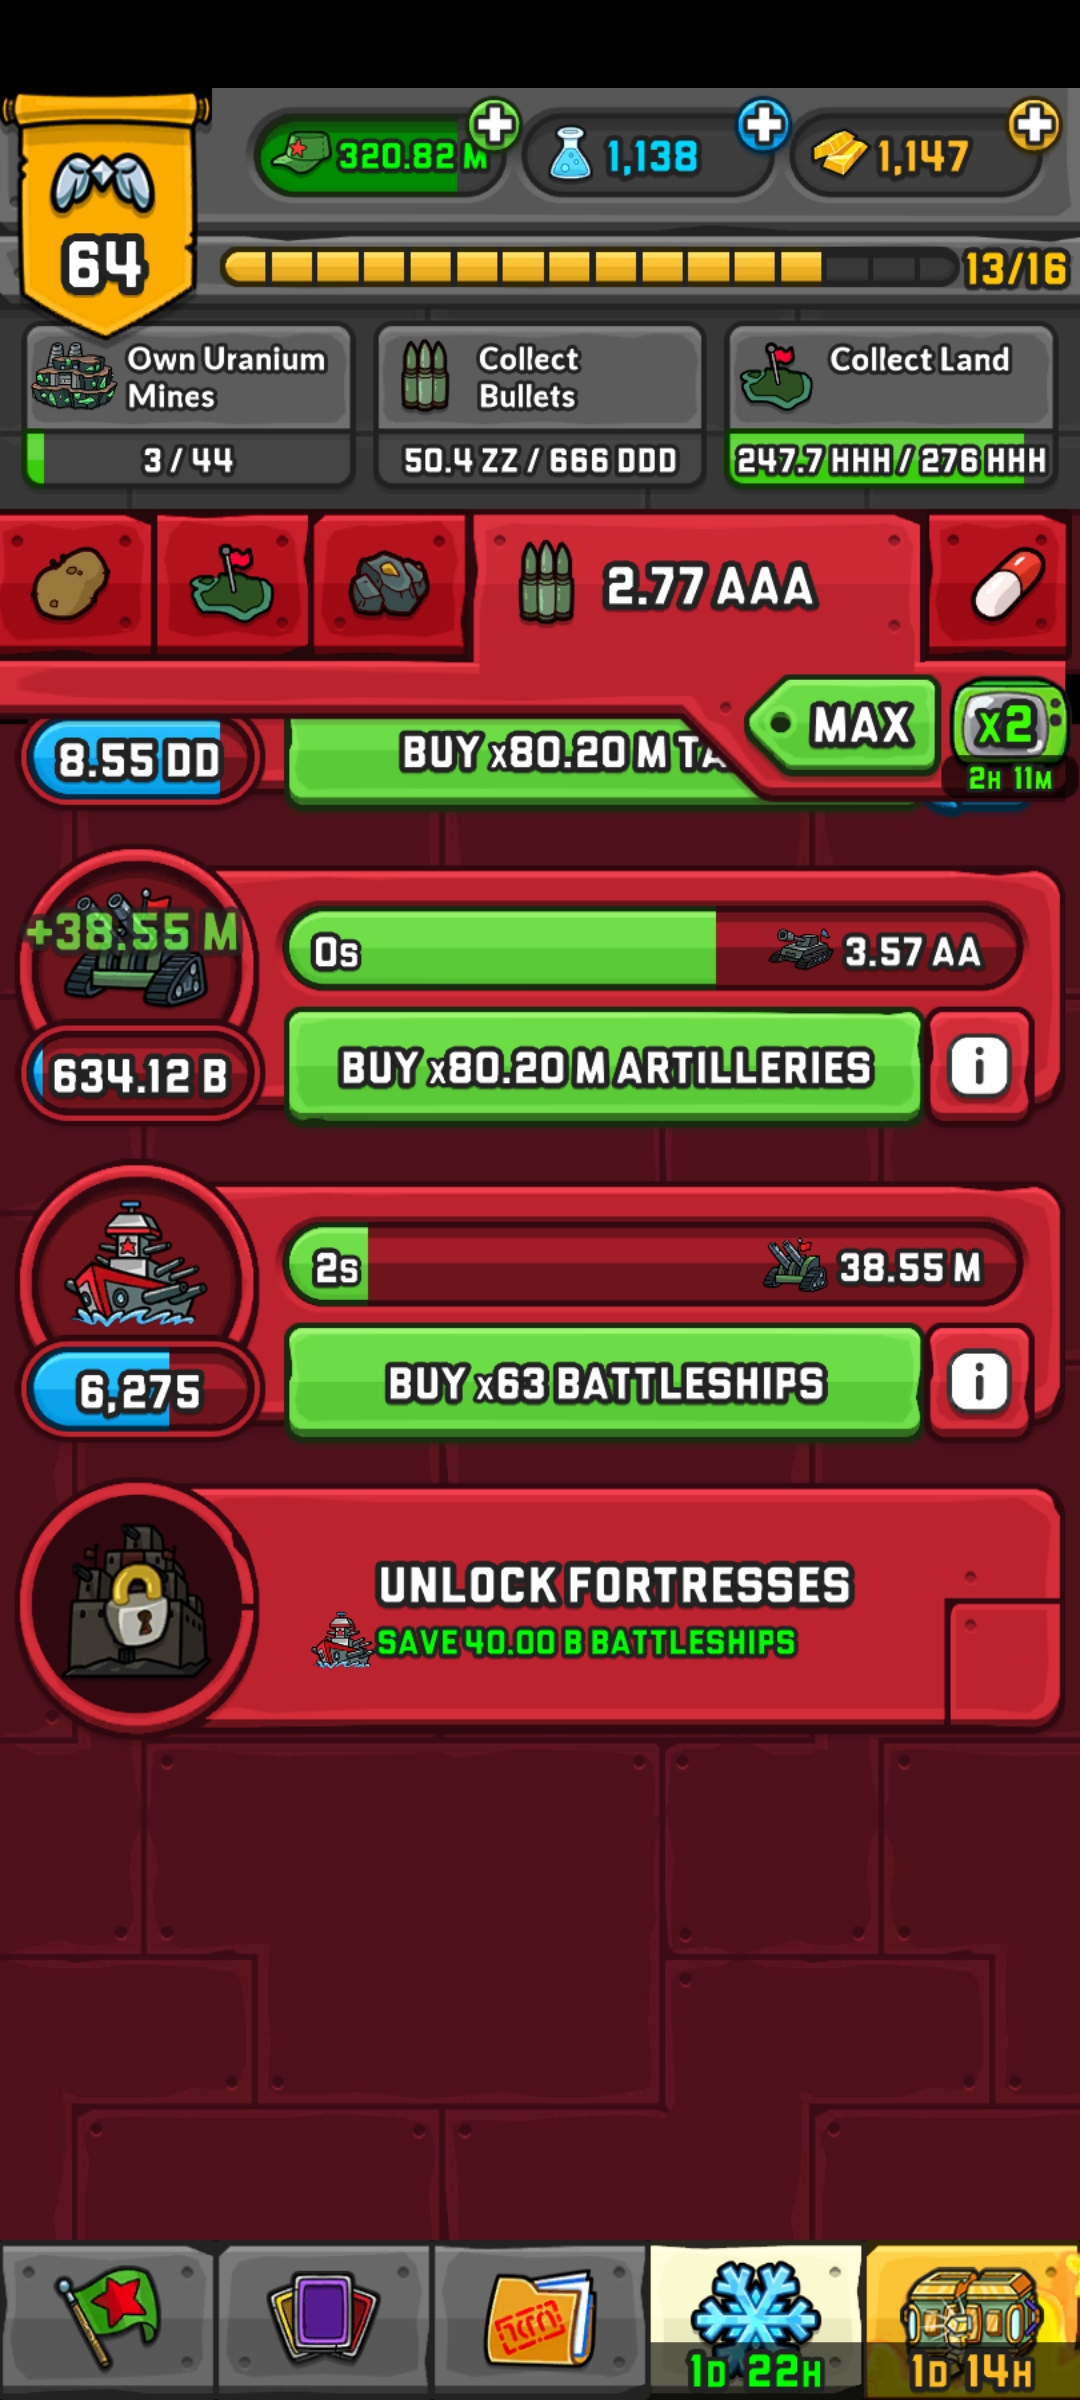 320.82 M
1,138
1,147
64
13/16
Own Uranium
Mines
3 / 44
Collect
Bullets
50.4 ZZ / 666 DDD
Collect Land
247.7 HHH / 276 HHH
2.77 AAA
MAX
x2
2H 11M
8.55 DD
BUY x80.20 M TA
+38.55 M
0s
3.57 AA
634.12 B
BUY x80.20 M ARTILLERIES
i
2s
38.55 M
6,275
BUY x63 BATTLESHIPS
i
UNLOCK FORTRESSES
SAVE 40.00 B BATTLESHIPS
1D 22H
1D 14H